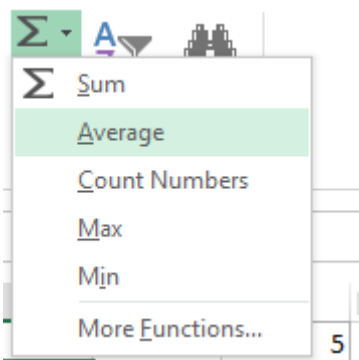 Σ
A
Z
Σ Sum
Average
Count Numbers
Max
Min
More Functions...
5